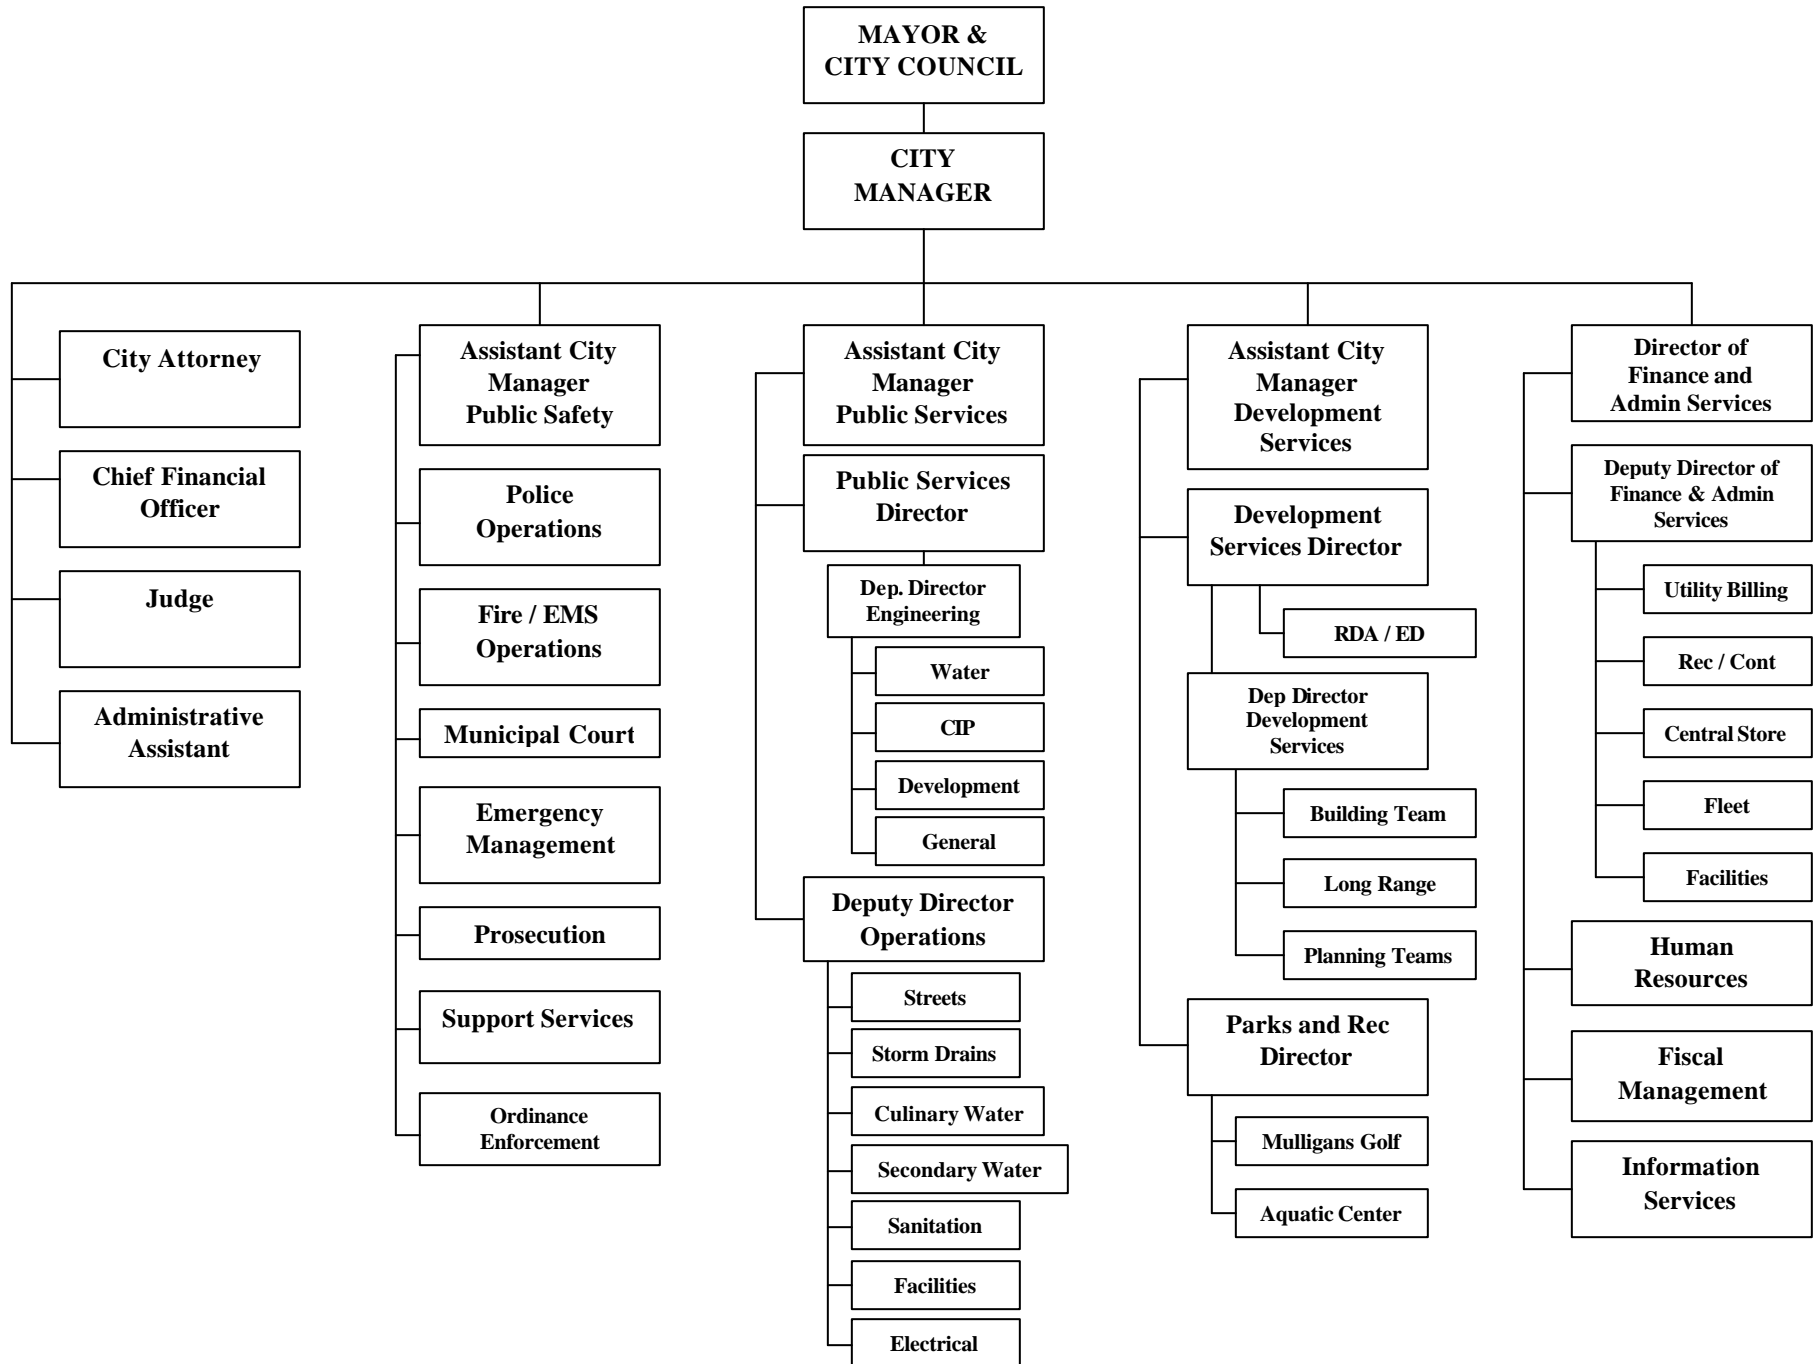 MAYOR &
CITY COUNCIL
CITY
MANAGER
City Attorney
Chief Financial
Officer
Judge
Administrative
Assistant
Assistant City
Manager
Public Safety
Police
Operations
Fire / EMS
Operations
Municipal Court
Emergency
Management
Prosecution
Support Services
Ordinance
Enforcement
Assistant City
Manager
Public Services
Public Services
Director
Dep. Director
Engineering
Water
CIP
Development
General
Deputy Director
Operations
Streets
Storm Drains
Culinary Water
Secondary Water
Sanitation
Facilities
Electrical
Assistant City
Manager
Development
Services
Development
Services Director
RDA / ED
Dep Director
Development
Services
Building Team
Long Range
Planning Teams
Parks and Rec
Director
Mulligans Golf
Aquatic Center
Director of
Finance and
Admin Services
Deputy Director of
Finance & Admin
Services
Utility Billing
Rec / Cont
Central Store
Fleet
Facilities
Human
Resources
Fiscal
Management
Information
Services